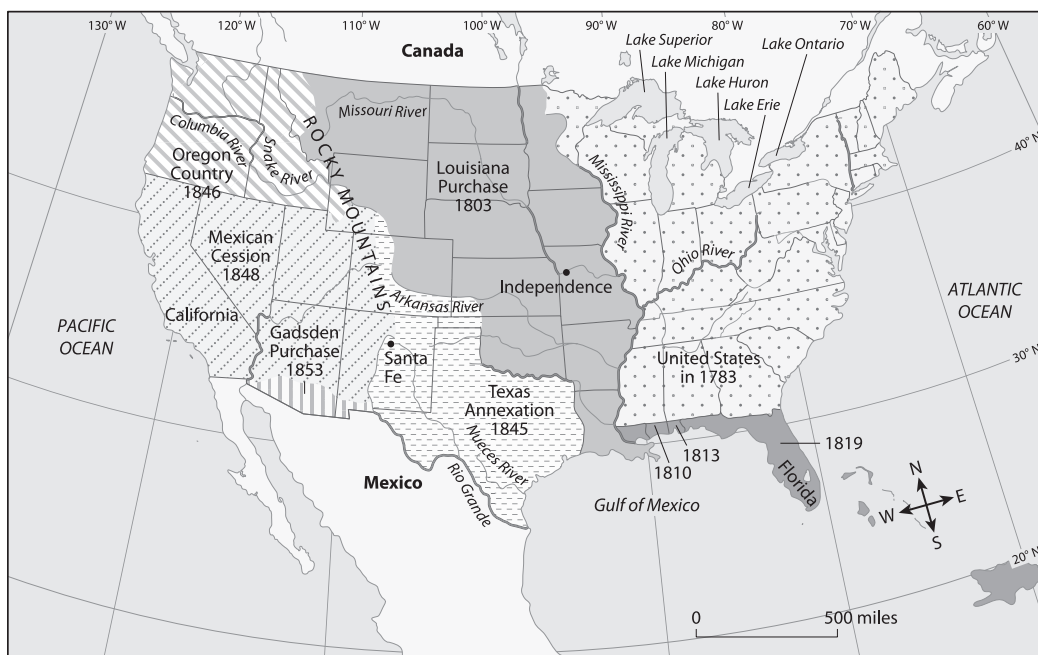 130°W
120°W
110°W
100°W
90°W
80°W
70°W
60°W
Canada
Lake Superior
Lake Michigan
Lake Huron
Lake Erie
Lake Ontario
40°N
Missouri River
Columbia River
Oregon
Country
1846
Snake River
ROCKY MOUNTAINS
Louisiana
Purchase
1803
Mississippi River
Ohio River
Mexican
Cession
1848
Independence
Arkansas River
California
PACIFIC
OCEAN
ATLANTIC
OCEAN
Gadsden
Purchase
1853
Santa
Fe
United States
in 1783
30°N
Texas
Annexation
1845
Nueces River
Rio Grande
Mexico
1810
1813
1819
Florida
Gulf of Mexico
N
E
W
S
20°N
0
500 miles